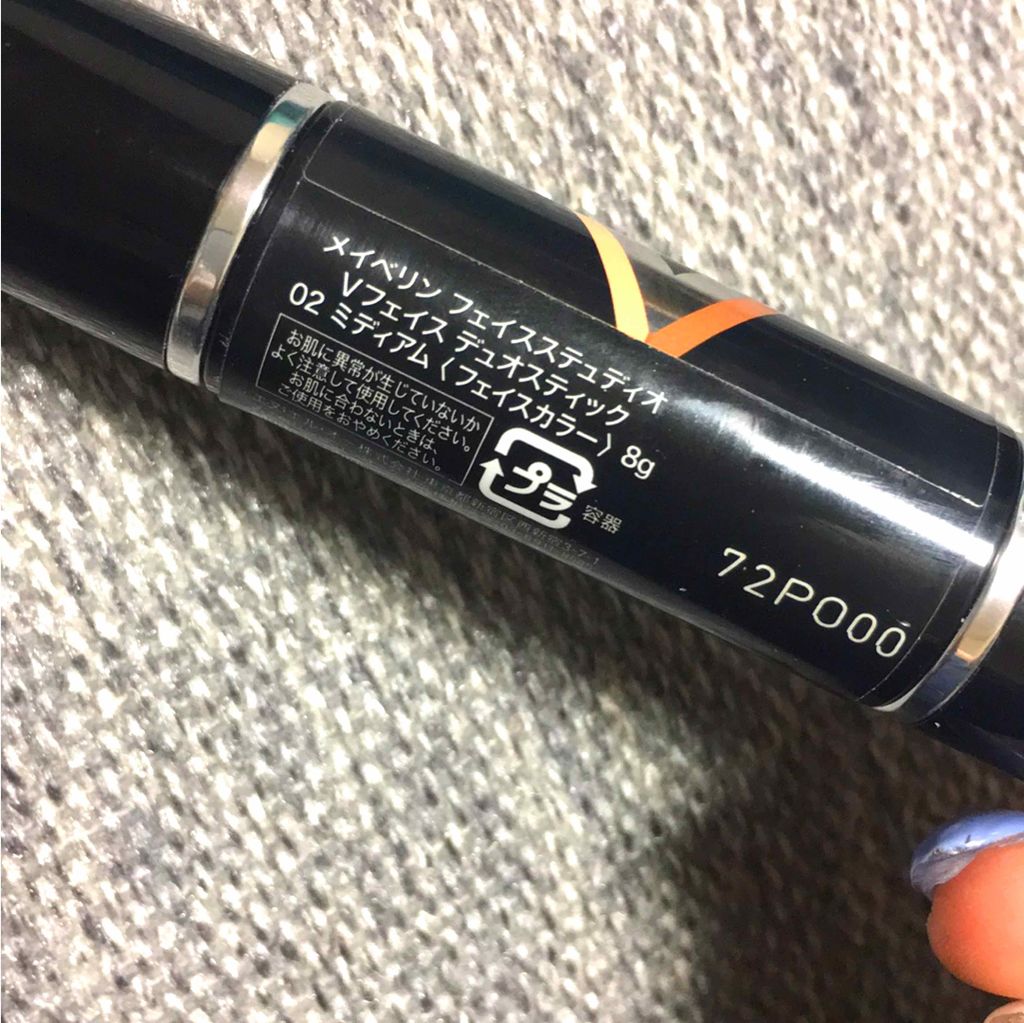 メイベリン フェイスステュディオ
Vフェイス デュオスティック
02 ミディアム〈フェイスカラー〉8g
お肌に異常が生じていないか
よく注意して使用してください。
お肌に合わないときは、
ご使用をおやめください。
プラ
容器
72P000